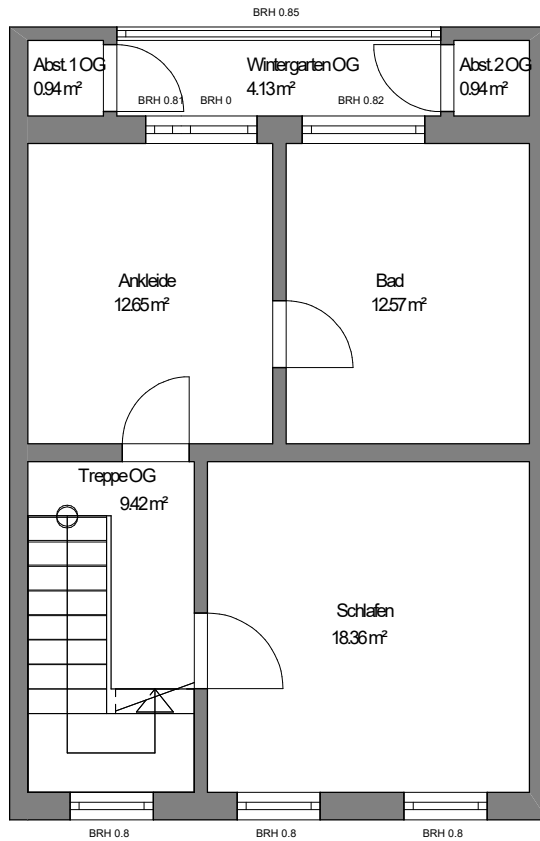 BRH 0.85
Abst. 1 OG
0.94 m²
Wintergarten OG
4.13 m²
Abst. 2 OG
0.94 m²
BRH 0.81
BRH 0
BRH 0.82
Ankleide
12.65 m²
Bad
12.57 m²
Treppe OG
9.42 m²
Schlafen
18.36 m²
BRH 0.8
BRH 0.8
BRH 0.8